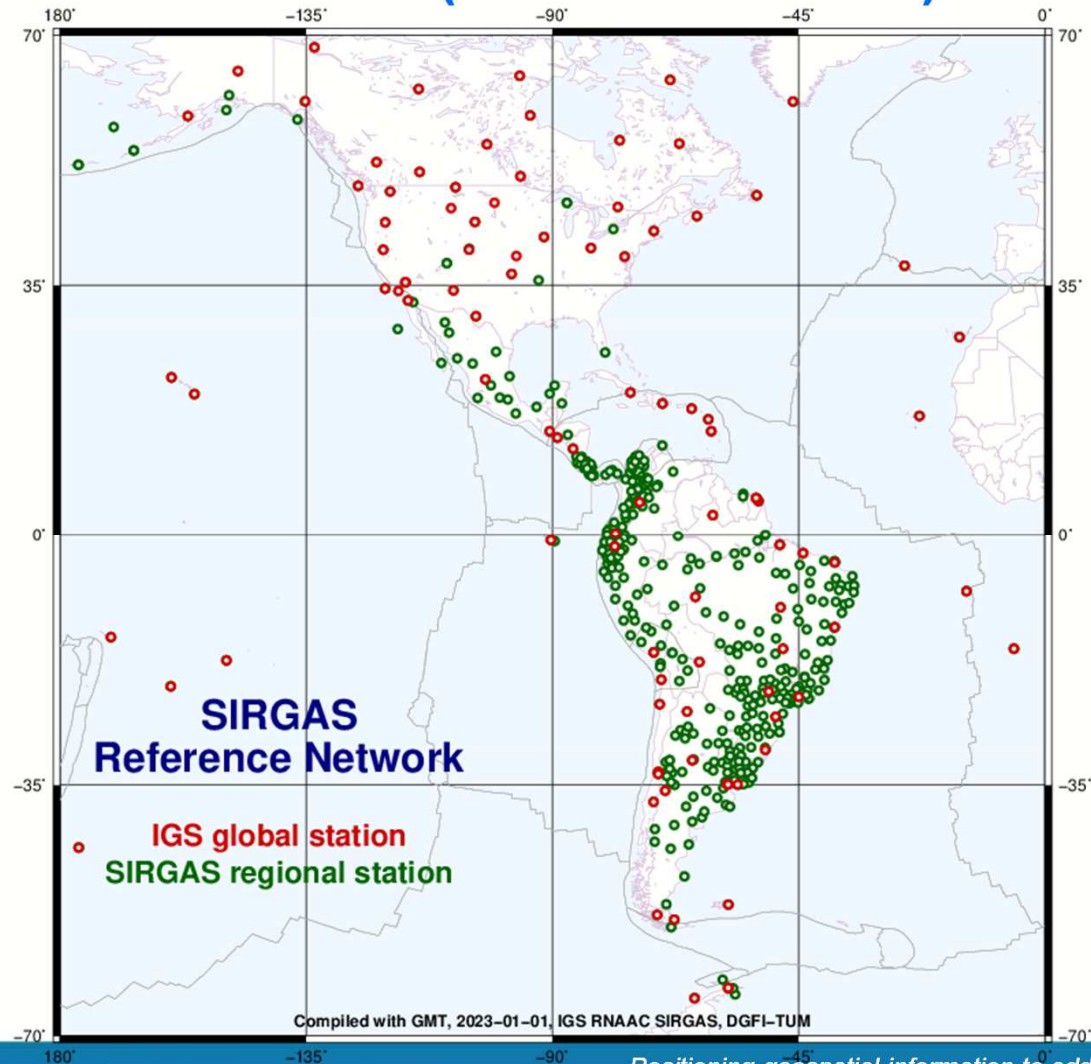 180˚ −135˚ −90˚ −45˚ 0˚
70˚ 70˚
35˚ 35˚
0˚ 0˚
SIRGAS
Reference Network
−35˚ −35˚
IGS global station
SIRGAS regional station
Compiled with GMT, 2023−01−01, IGS RNAAC SIRGAS, DGFI−TUM
−70˚ −70˚
180˚ −135˚ −90˚ −45˚ 0˚